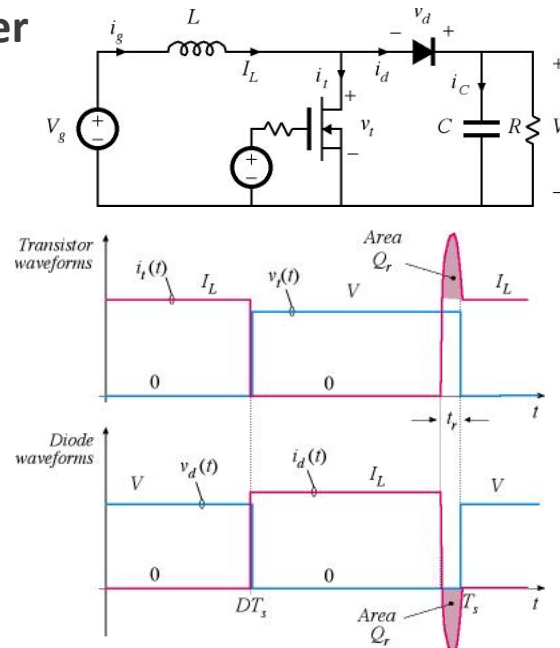 er
i_g L I_L i_t i_d − v_d + i_C +
V_g + − + v_t − + − C R V −
Transistor waveforms
i_t(t) I_L v_t(t) V Area Q_r I_L
0 0 t
t_r
Diode waveforms
V v_d(t) i_d(t) I_L V
0 0
DT_s Area Q_r T_s t